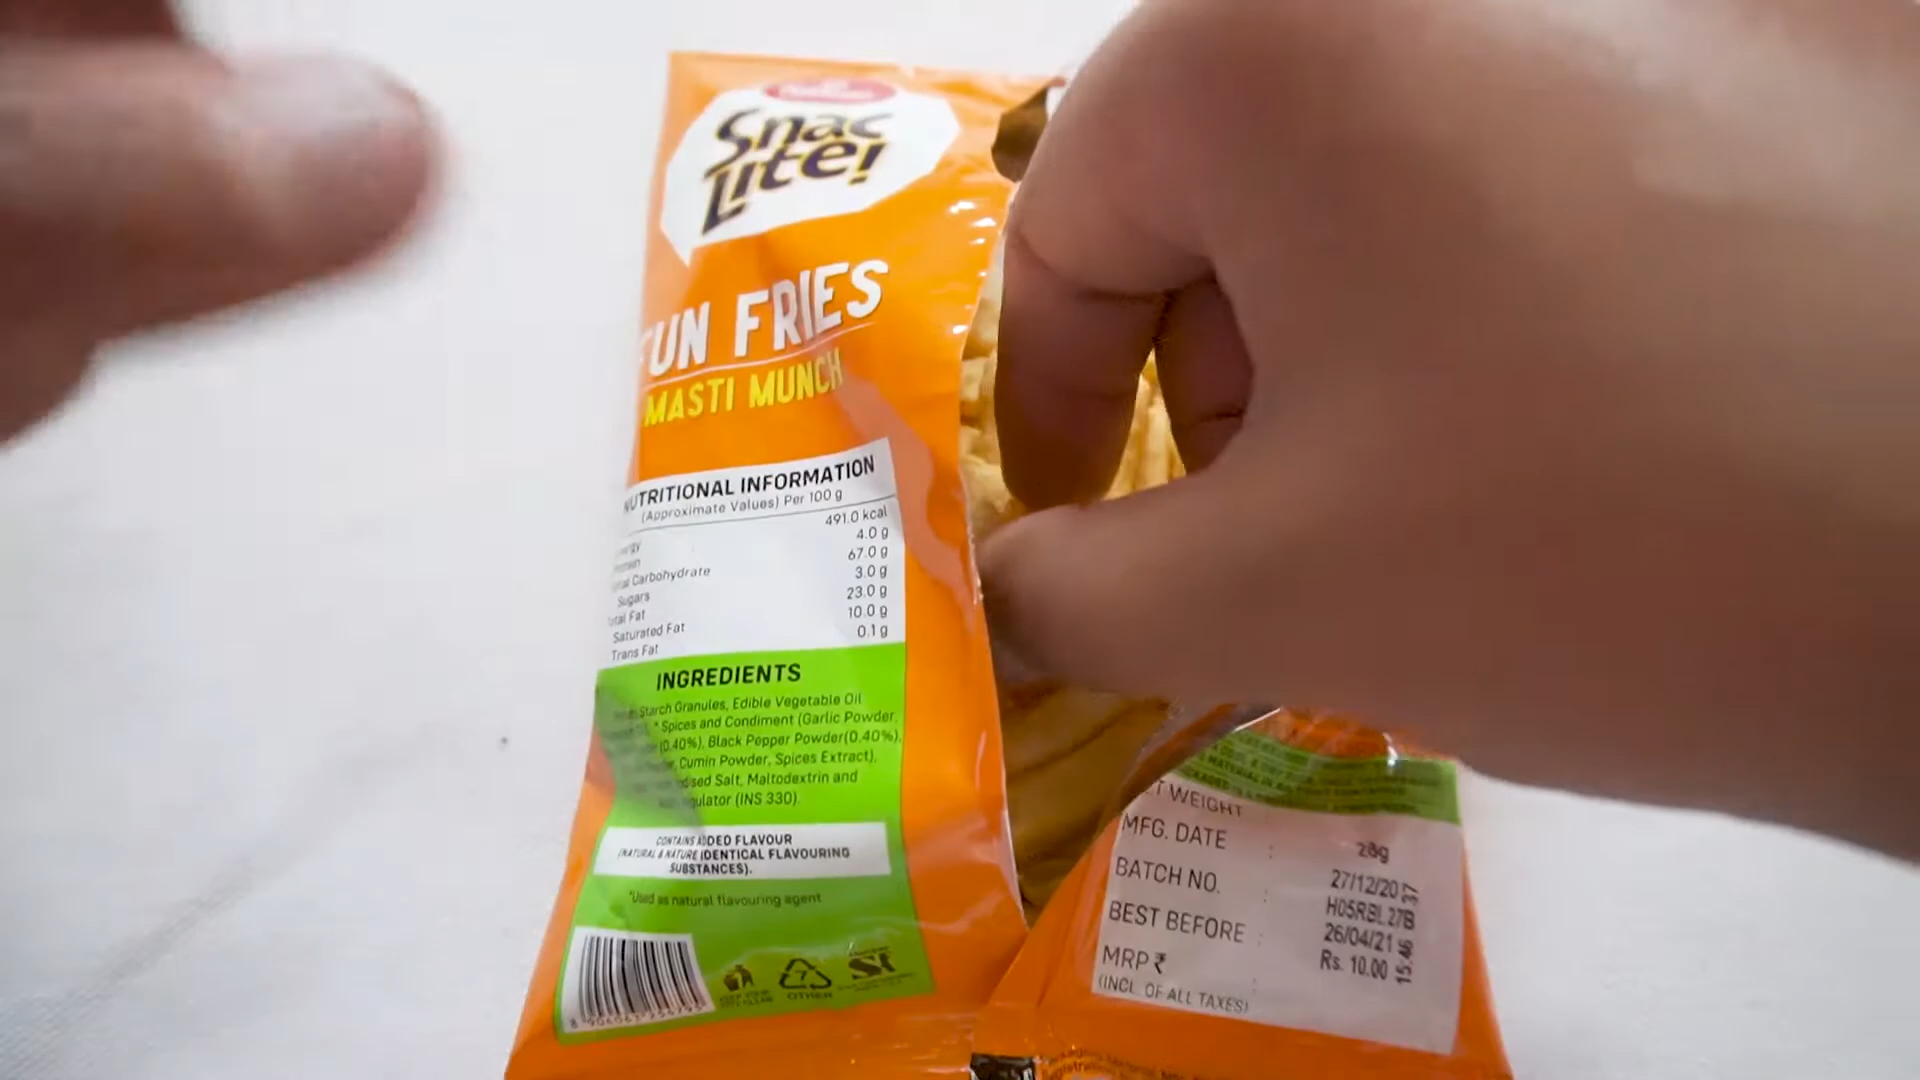 Snac
Lite!
FUN FRIES
MASTI MUNCH
NUTRITIONAL INFORMATION
(Approximate Values) Per 100 g
491.0 kcal
4.0 g
Carbohydrate 67.0 g
Sugars 3.0 g
Fat 23.0 g
Saturated Fat 10.0 g
Trans Fat 0.1 g
INGREDIENTS
Starch Granules, Edible Vegetable Oil
* Spices and Condiment (Garlic Powder,
(0.40%), Black Pepper Powder(0.40%),
Cumin Powder, Spices Extract),
Salt, Maltodextrin and
(INS 330).
CONTAINS ADDED FLAVOUR
(NATURAL & NATURE IDENTICAL FLAVOURING
SUBSTANCES).
*Used as natural flavouring agent
7
OTHER
WEIGHT : 28g
MFG. DATE : 27/12/20
BATCH NO. : H05RBL27B
BEST BEFORE : 26/04/21
MRP ₹ : Rs. 10.00
(INCL. OF ALL TAXES)
15:46